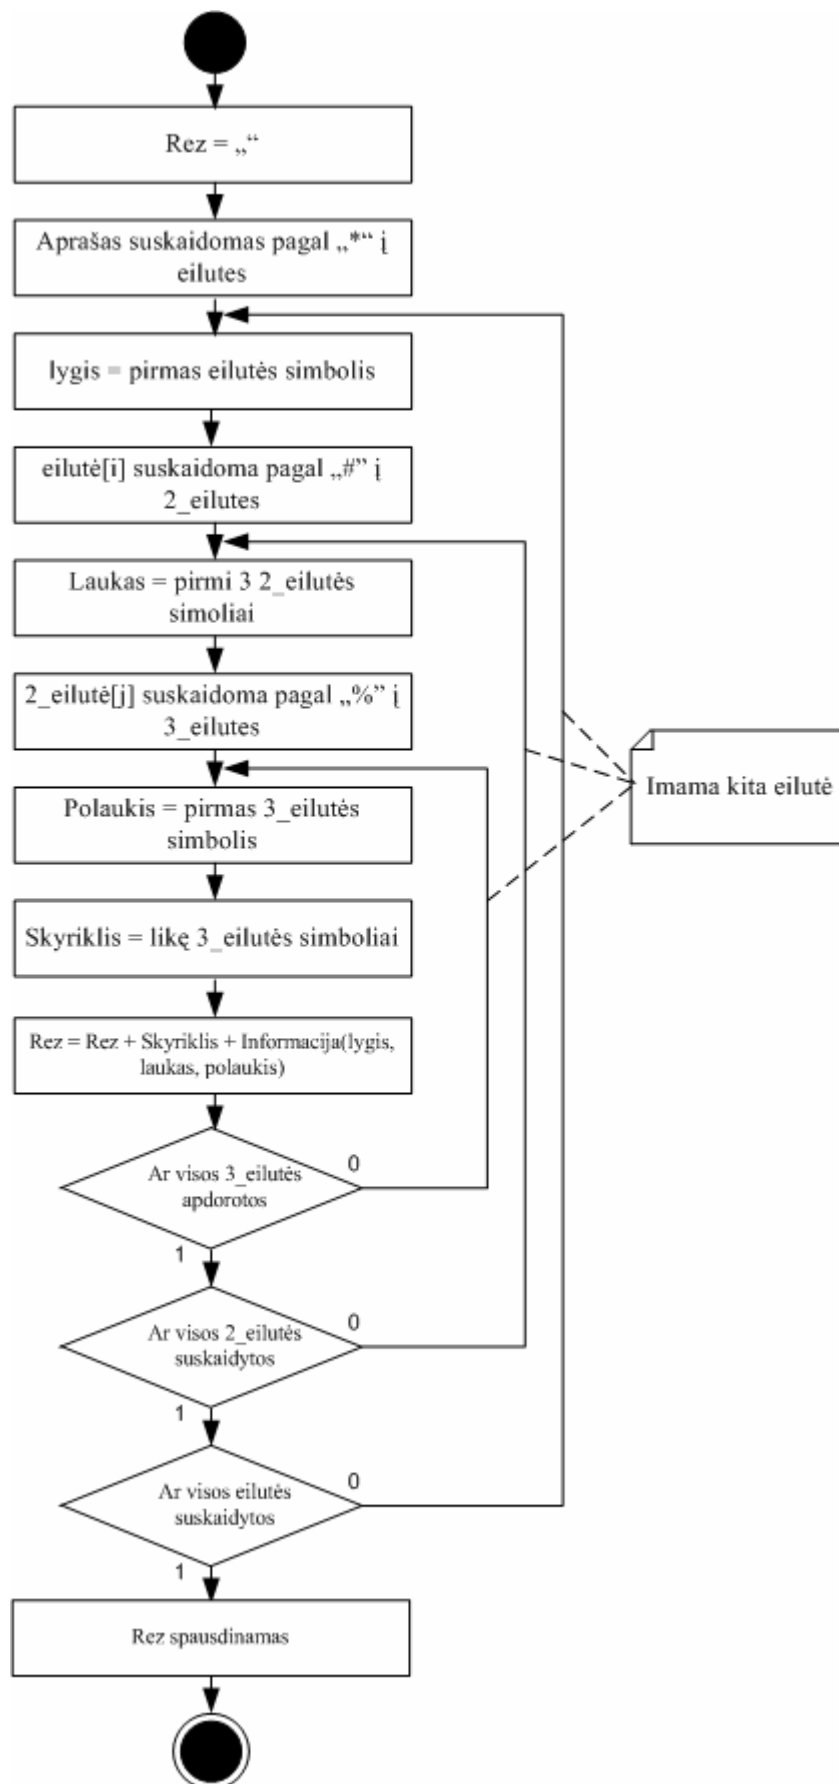 Rez = „“
Aprašas suskaidomas pagal „*“ į
eilutes
lygis = pirmas eilutės simbolis
eilutė[i] suskaidoma pagal „#” į
2_eilutes
Laukas = pirmi 3 2_eilutės
simoliai
2_eilutė[j] suskaidoma pagal „%” į
3_eilutes
Imama kita eilutė
Polaukis = pirmas 3_eilutės
simbolis
Skyriklis = likę 3_eilutės simboliai
Rez = Rez + Skyriklis + Informacija(lygis,
laukas, polaukis)
Ar visos 3_eilutės
apdorotos
0
1
Ar visos 2_eilutės
suskaidytos
0
1
Ar visos eilutės
suskaidytos
0
1
Rez spausdinamas